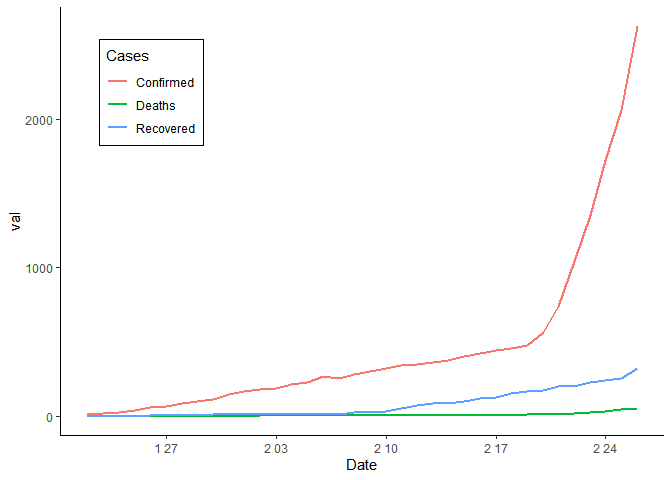 Cases
Confirmed
Deaths
Recovered
2000
1000
0
val
1 27
2 03
2 10
2 17
2 24
Date